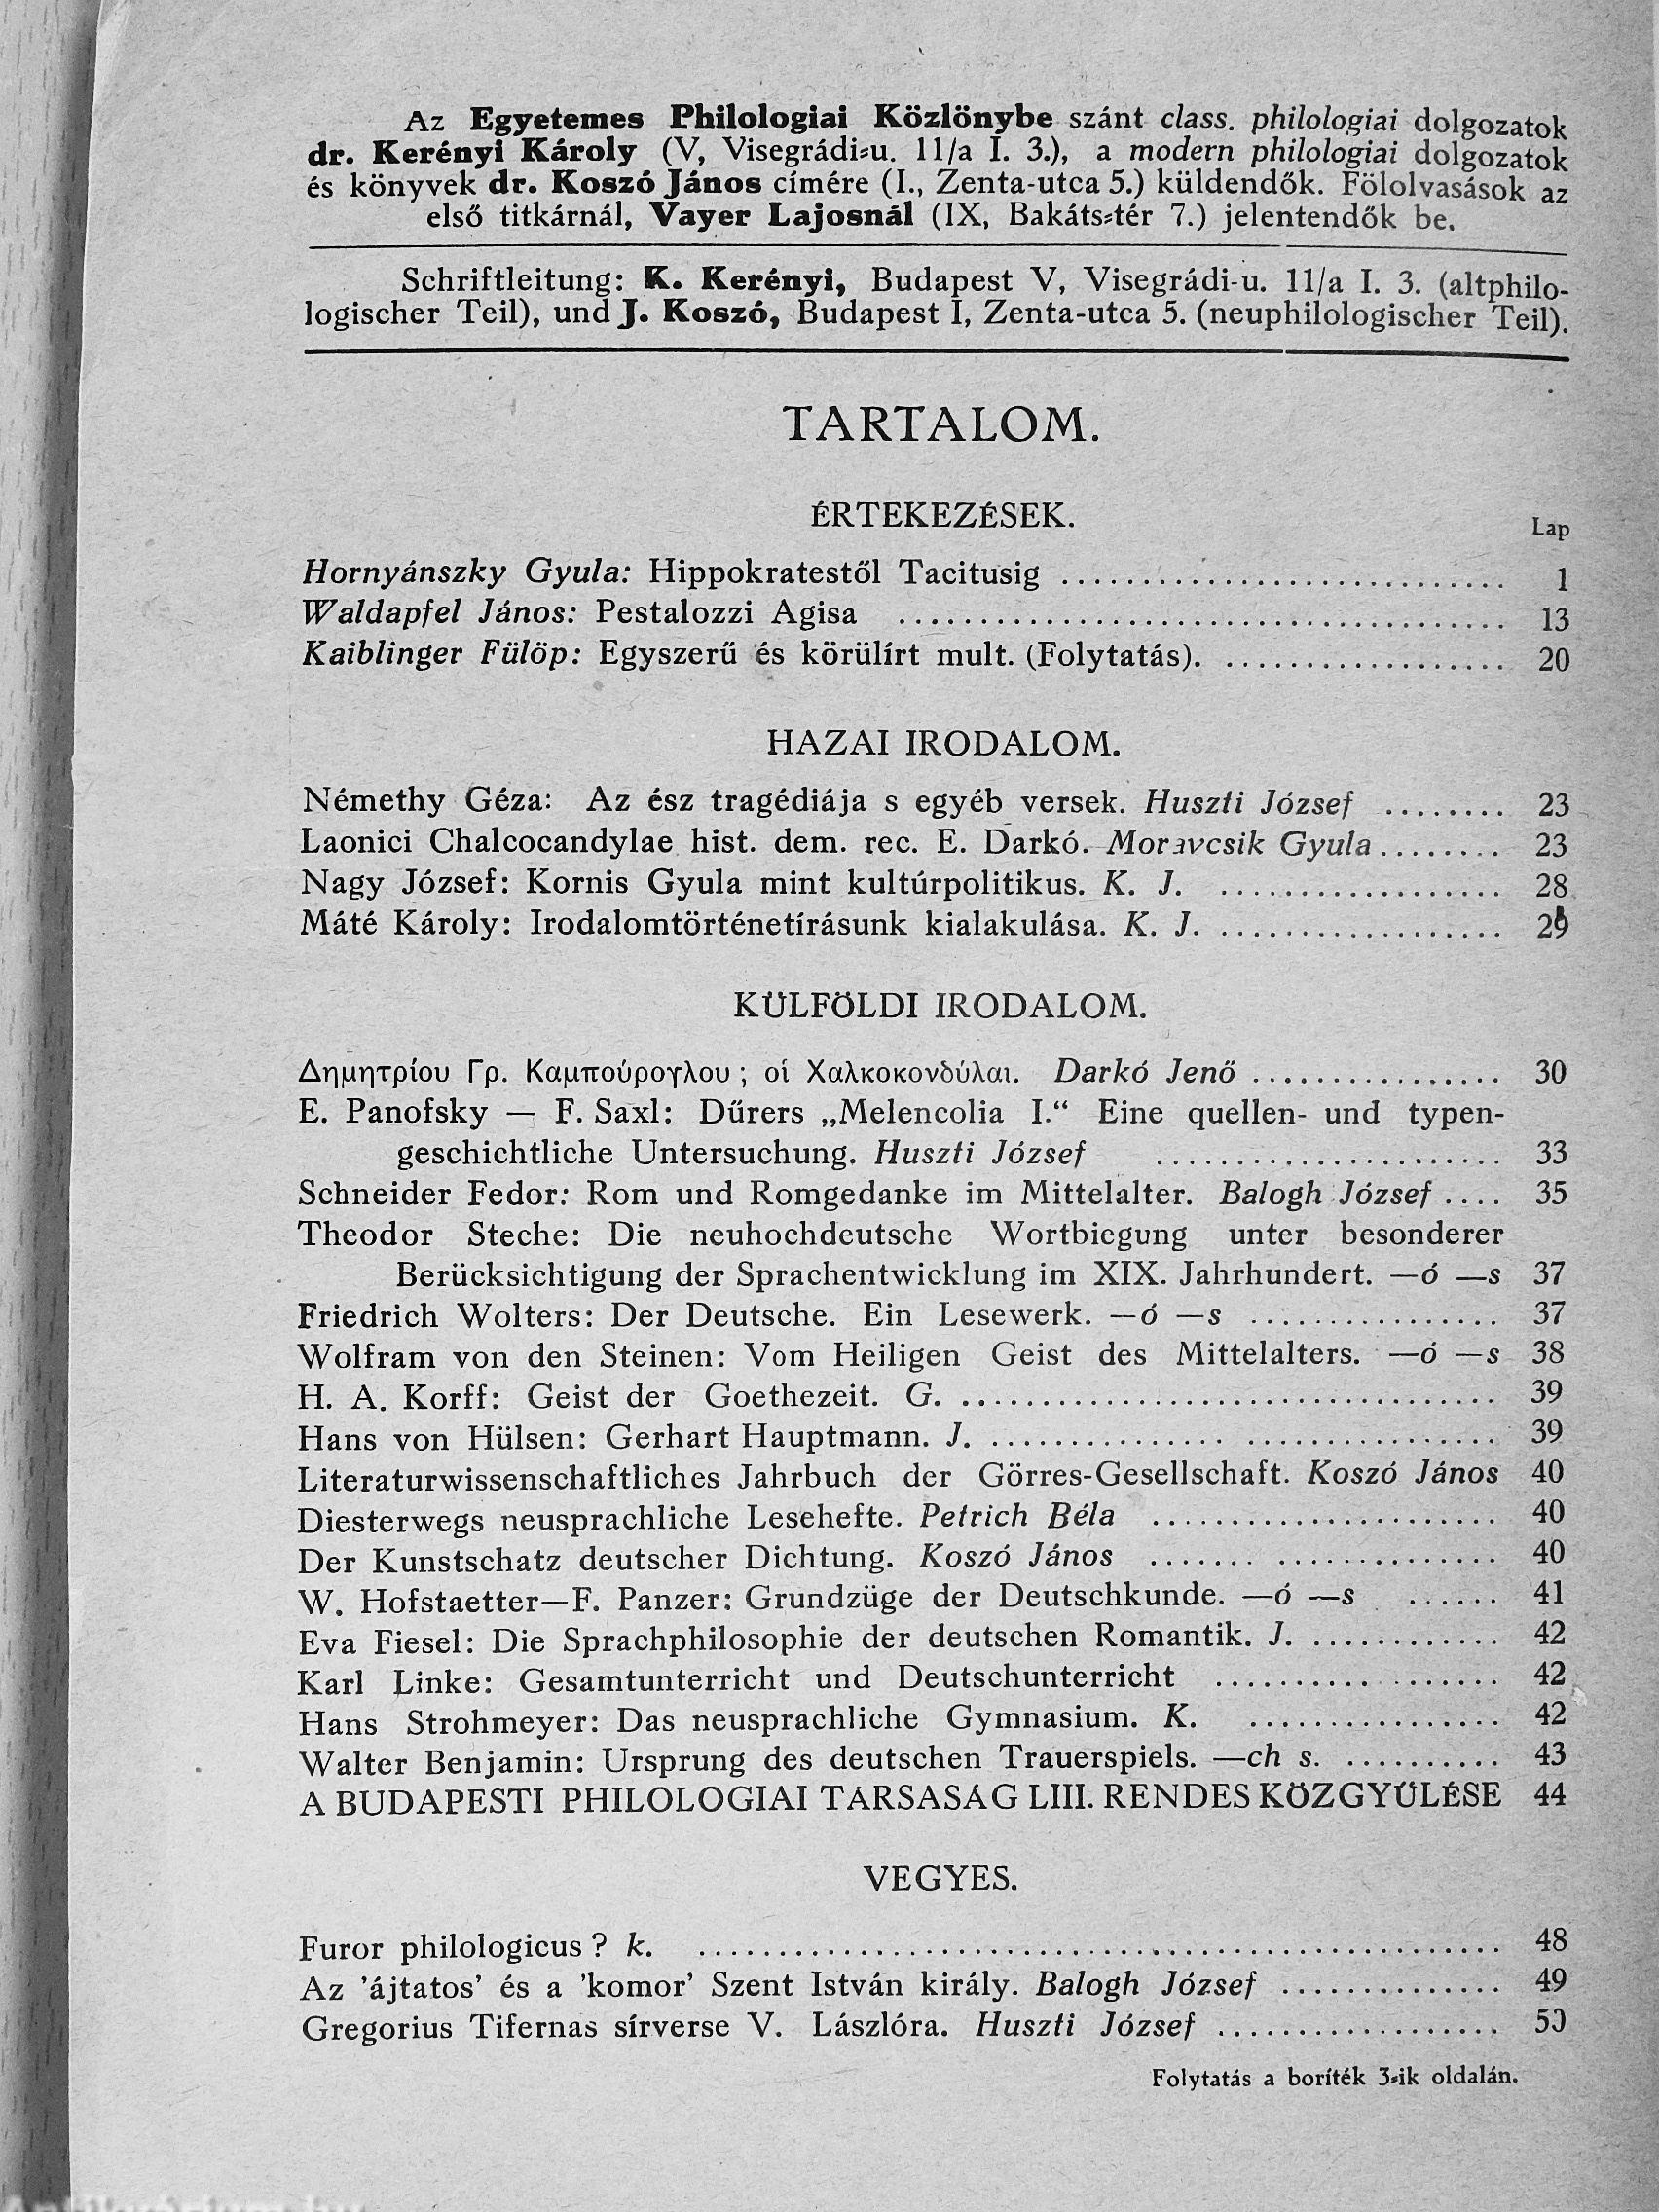 Az Egyetemes Philologiai Közlönybe szánt class. philologiai dolgozatok
dr. Kerényi Károly (V, Visegrádi-u. 11/a I. 3.), a modern philologiai dolgozatok
és könyvek dr. Koszó János címére (I., Zenta-utca 5.) küldendők. Fölolvasások az
első titkárnál, Vayer Lajosnál (IX, Bakáts-tér 7.) jelentendők be.
Schriftleitung: K. Kerényi, Budapest V, Visegrádi-u. 11/a I. 3. (altphilo-
logischer Teil), und J. Koszó, Budapest I, Zenta-utca 5. (neuphilologischer Teil).
TARTALOM.
ÉRTEKEZÉSEK.
Lap
Hornyánszky Gyula: Hippokratestől Tacitusig .......... 1
Waldapfel János: Pestalozzi Agisa .......... 13
Kaiblinger Fülöp: Egyszerű és körülírt mult. (Folytatás). .......... 20
HAZAI IRODALOM.
Némethy Géza: Az ész tragédiája s egyéb versek. Huszti József ........ 23
Laonici Chalcocandylae hist. dem. rec. E. Darkó. Moravcsik Gyula ........ 23
Nagy József: Kornis Gyula mint kultúrpolitikus. K. J. .......... 28
Máté Károly: Irodalomtörténetírásunk kialakulása. K. J. .......... 29
KÜLFÖLDI IRODALOM.
Δημητρίου Γρ. Καμπούρογλου; οἱ Χαλκοκονδύλαι. Darkó Jenő .......... 30
E. Panofsky — F. Saxl: Dűrers „Melencolia I.“ Eine quellen- und typen-
geschichtliche Untersuchung. Huszti József .......... 33
Schneider Fedor: Rom und Romgedanke im Mittelalter. Balogh József .... 35
Theodor Steche: Die neuhochdeutsche Wortbiegung unter besonderer
Berücksichtigung der Sprachentwicklung im XIX. Jahrhundert. —ó —s 37
Friedrich Wolters: Der Deutsche. Ein Lesewerk. —ó —s .......... 37
Wolfram von den Steinen: Vom Heiligen Geist des Mittelalters. —ó —s 38
H. A. Korff: Geist der Goethezeit. G. .......... 39
Hans von Hülsen: Gerhart Hauptmann. J. .......... 39
Literaturwissenschaftliches Jahrbuch der Görres-Gesellschaft. Koszó János 40
Diesterwegs neusprachliche Lesehefte. Petrich Béla .......... 40
Der Kunstschatz deutscher Dichtung. Koszó János .......... 40
W. Hofstaetter—F. Panzer: Grundzüge der Deutschkunde. —ó —s ...... 41
Eva Fiesel: Die Sprachphilosophie der deutschen Romantik. J. .......... 42
Karl Linke: Gesamtunterricht und Deutschunterricht .......... 42
Hans Strohmeyer: Das neusprachliche Gymnasium. K. .......... 42
Walter Benjamin: Ursprung des deutschen Trauerspiels. —ch s. .......... 43
A BUDAPESTI PHILOLOGIAI TÁRSASÁG LIII. RENDES KÖZGYŰLÉSE 44
VEGYES.
Furor philologicus? k. .......... 48
Az 'ájtatos' és a 'komor' Szent István király. Balogh József .......... 49
Gregorius Tifernas sírverse V. Lászlóra. Huszti József .......... 50
Folytatás a boríték 3-ik oldalán.